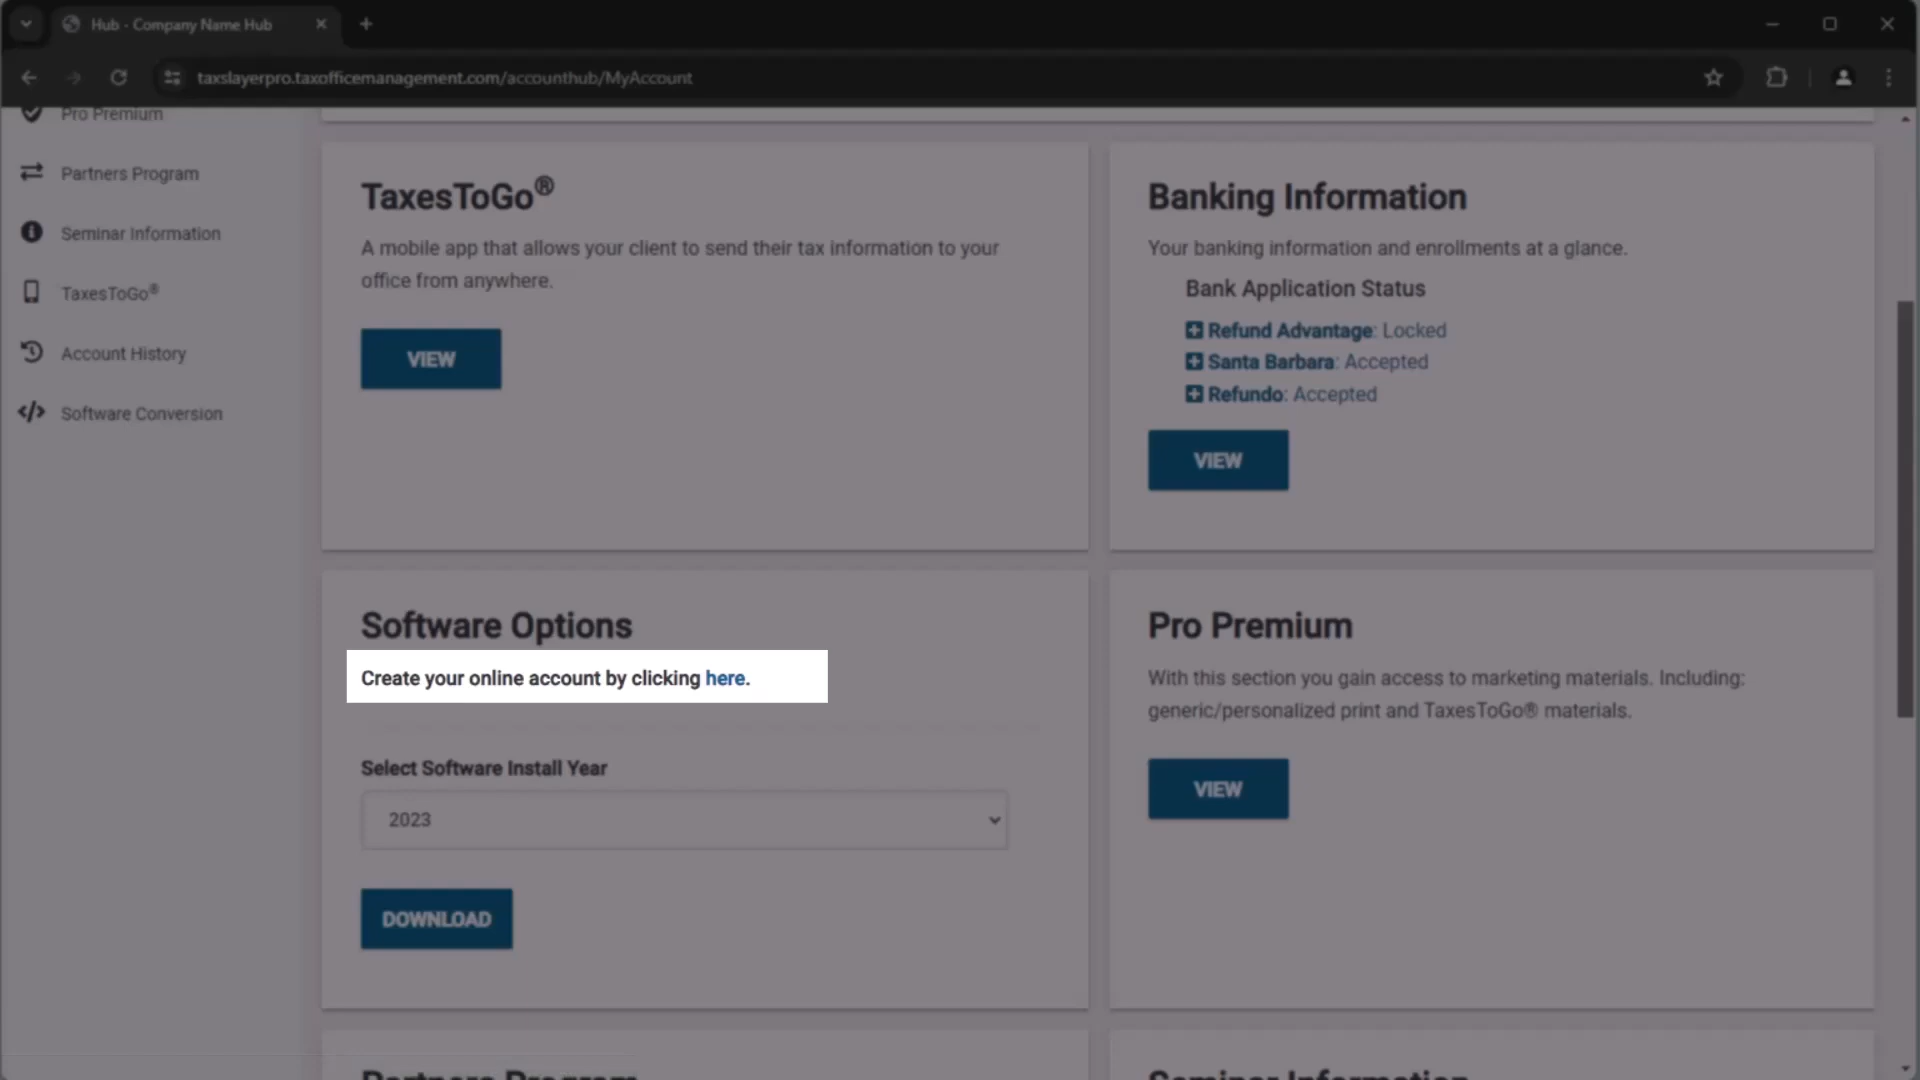 Hub - Company Name Hub
taxslayerpro.taxofficemanagement.com/accounthub/MyAccount
Pro Premium
Partners Program
Seminar Information
TaxesToGo®
Account History
Software Conversion
TaxesToGo®
A mobile app that allows your client to send their tax information to your
office from anywhere.
VIEW
Banking Information
Your banking information and enrollments at a glance.
Bank Application Status
Refund Advantage: Locked
Santa Barbara: Accepted
Refundo: Accepted
VIEW
Software Options
Create your online account by clicking here.
Select Software Install Year
2023
DOWNLOAD
Pro Premium
With this section you gain access to marketing materials. Including:
generic/personalized print and TaxesToGo® materials.
VIEW
Partners Program
Seminar Information